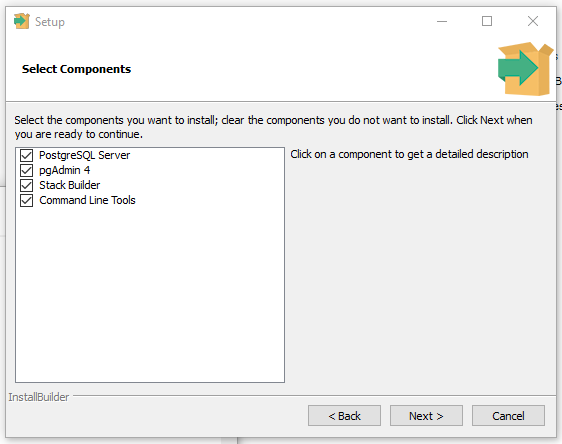 Setup
Select Components
Select the components you want to install; clear the components you do not want to install. Click Next when
you are ready to continue.
PostgreSQL Server
pgAdmin 4
Stack Builder
Command Line Tools
Click on a component to get a detailed description
InstallBuilder
< Back
Next >
Cancel